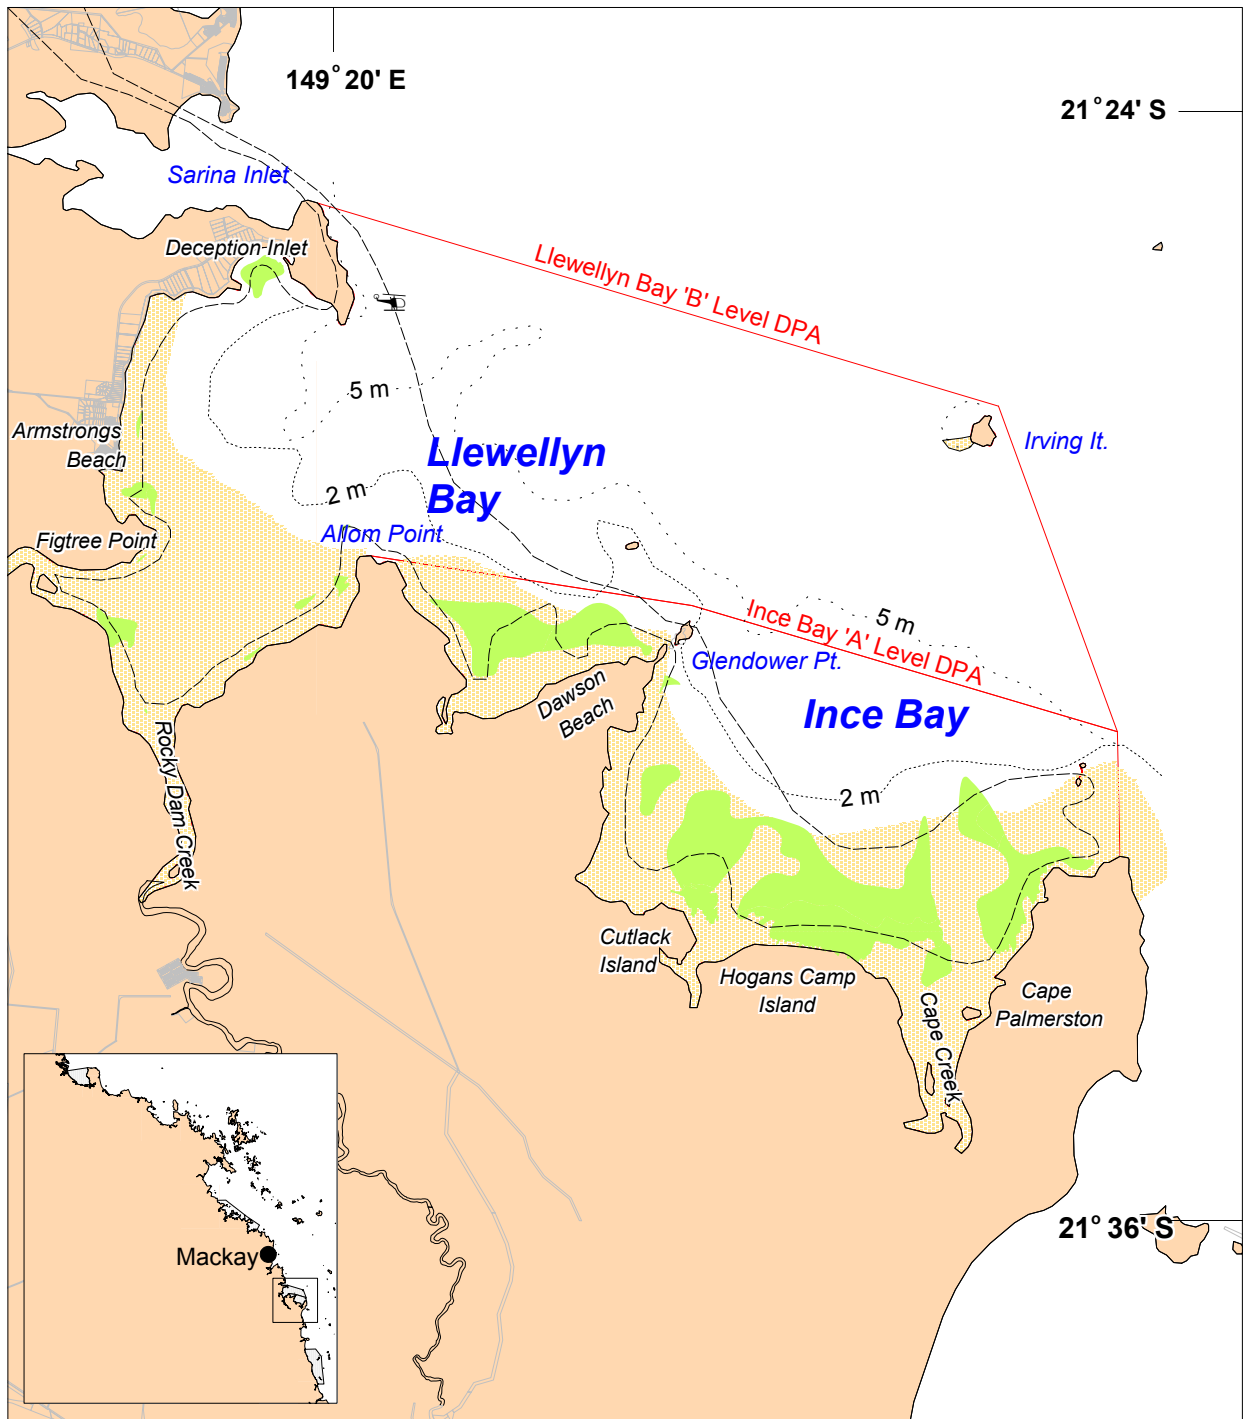 149° 20' E
21° 24' S
Sarina Inlet
Deception Inlet
Llewellyn Bay 'B' Level DPA
5 m
Armstrongs
Beach
Llewellyn
Bay
Irving It.
2 m
Allom Point
Figtree Point
5 m
Ince Bay 'A' Level DPA
Glendower Pt.
Dawson
Beach
Ince Bay
Rocky Dam Creek
2 m
Cutlack
Island
Hogans Camp
Island
Cape Creek
Cape
Palmerston
21° 36' S
Mackay